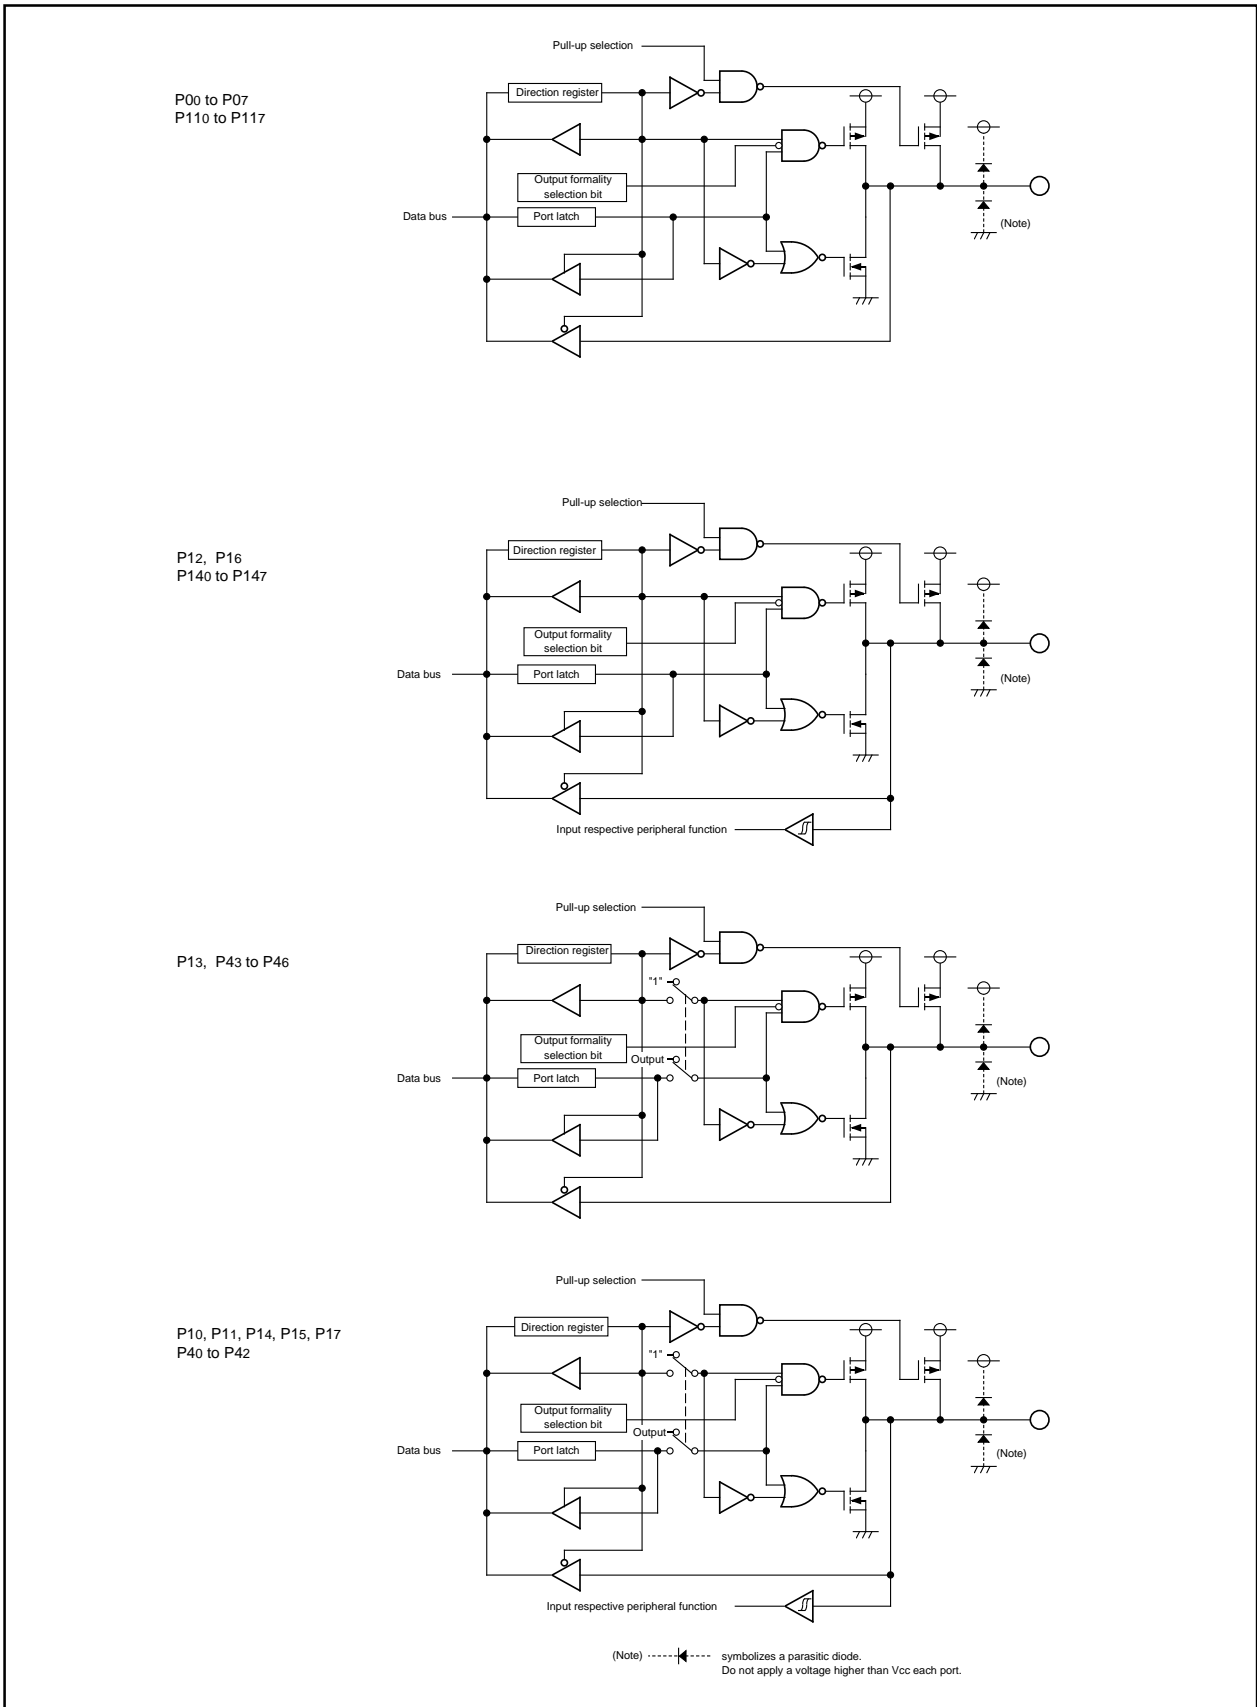 Pull-up selection
P00 to P07
P110 to P117
Direction register
Output formality
selection bit
Data bus
Port latch
(Note)
Pull-up selection
P12, P16
P140 to P147
Direction register
Output formality
selection bit
Data bus
Port latch
(Note)
Input respective peripheral function
Pull-up selection
P13, P43 to P46
Direction register
"1"
Output formality
selection bit
Output
Data bus
Port latch
(Note)
Pull-up selection
P10, P11, P14, P15, P17
P40 to P42
Direction register
"1"
Output formality
selection bit
Output
Data bus
Port latch
(Note)
Input respective peripheral function
(Note) symbolizes a parasitic diode.
Do not apply a voltage higher than Vcc each port.